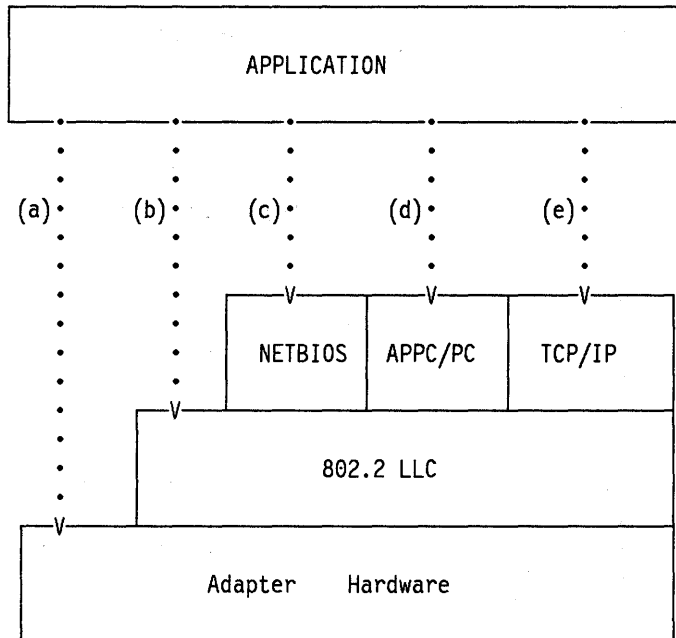 APPLICATION
(a) (b) (c) (d) (e)
NETBIOS APPC/PC TCP/IP
802.2 LLC
Adapter Hardware